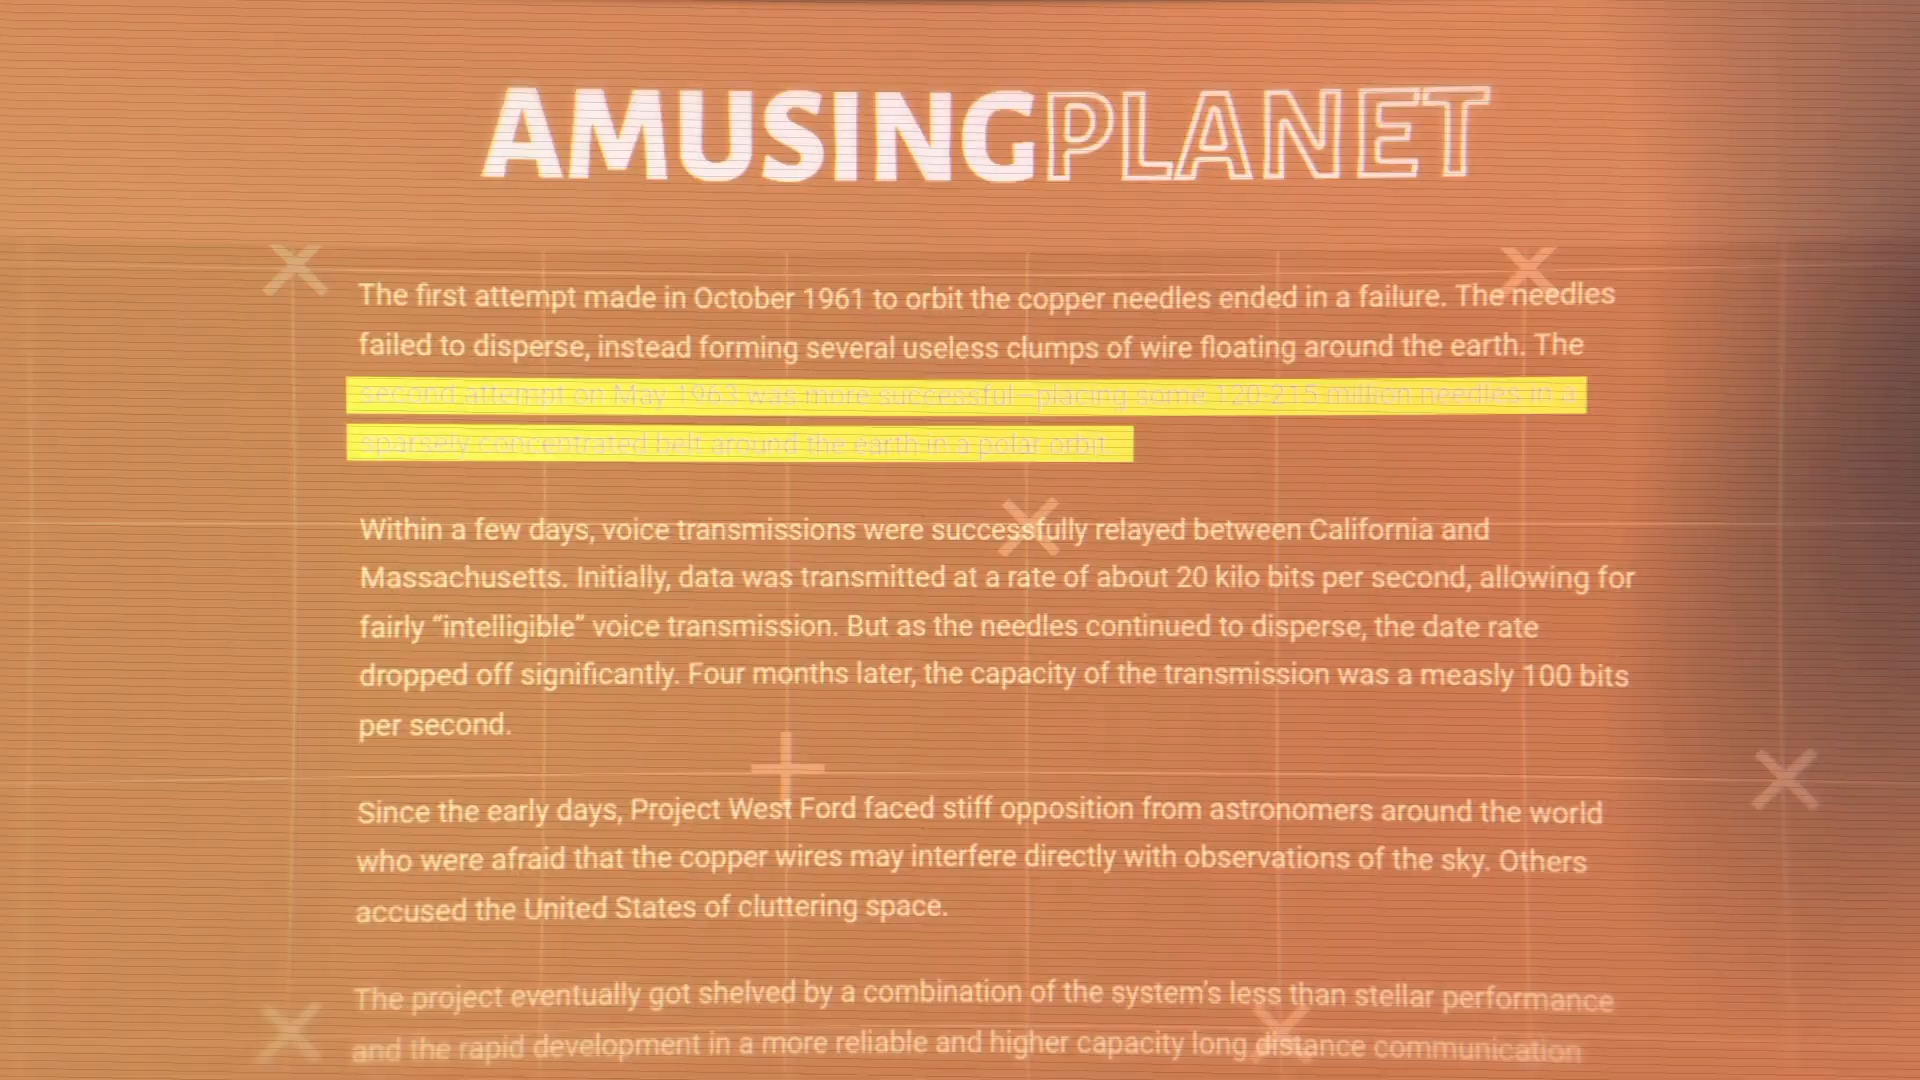 AMUSINGPLANET
The first attempt made in October 1961 to orbit the copper needles ended in a failure. The needles
failed to disperse, instead forming several useless clumps of wire floating around the earth. The
second attempt on May 1963 was more successful—placing some 120-215 million needles in a
sparsely concentrated belt around the earth in a polar orbit.
Within a few days, voice transmissions were successfully relayed between California and
Massachusetts. Initially, data was transmitted at a rate of about 20 kilo bits per second, allowing for
fairly “intelligible” voice transmission. But as the needles continued to disperse, the date rate
dropped off significantly. Four months later, the capacity of the transmission was a measly 100 bits
per second.
Since the early days, Project West Ford faced stiff opposition from astronomers around the world
who were afraid that the copper wires may interfere directly with observations of the sky. Others
accused the United States of cluttering space.
The project eventually got shelved by a combination of the system's less than stellar performance
and the rapid development in a more reliable and higher capacity long distance communication